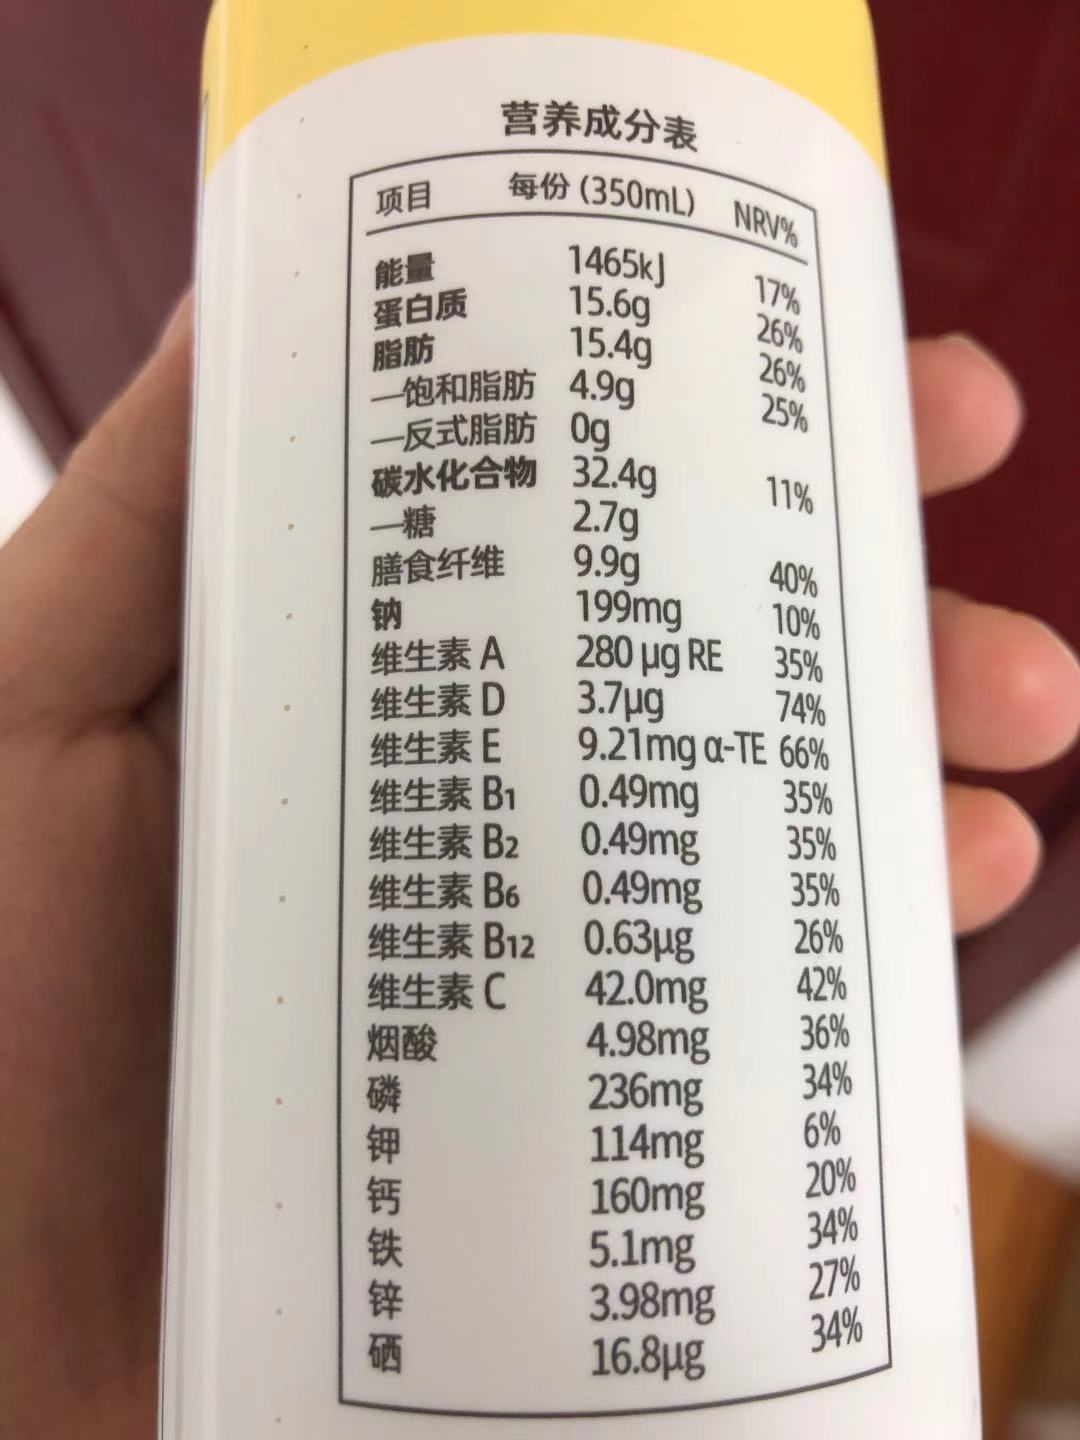 营养成分表
项目 每份 (350mL) NRV%
能量 1465kJ 17%
蛋白质 15.6g 26%
脂肪 15.4g 26%
—饱和脂肪 4.9g 25%
—反式脂肪 0g
碳水化合物 32.4g 11%
—糖 2.7g
膳食纤维 9.9g 40%
钠 199mg 10%
维生素 A 280 μg RE 35%
维生素 D 3.7μg 74%
维生素 E 9.21mg α-TE 66%
维生素 B1 0.49mg 35%
维生素 B2 0.49mg 35%
维生素 B6 0.49mg 35%
维生素 B12 0.63μg 26%
维生素 C 42.0mg 42%
烟酸 4.98mg 36%
磷 236mg 34%
钾 114mg 6%
钙 160mg 20%
铁 5.1mg 34%
锌 3.98mg 27%
硒 16.8μg 34%